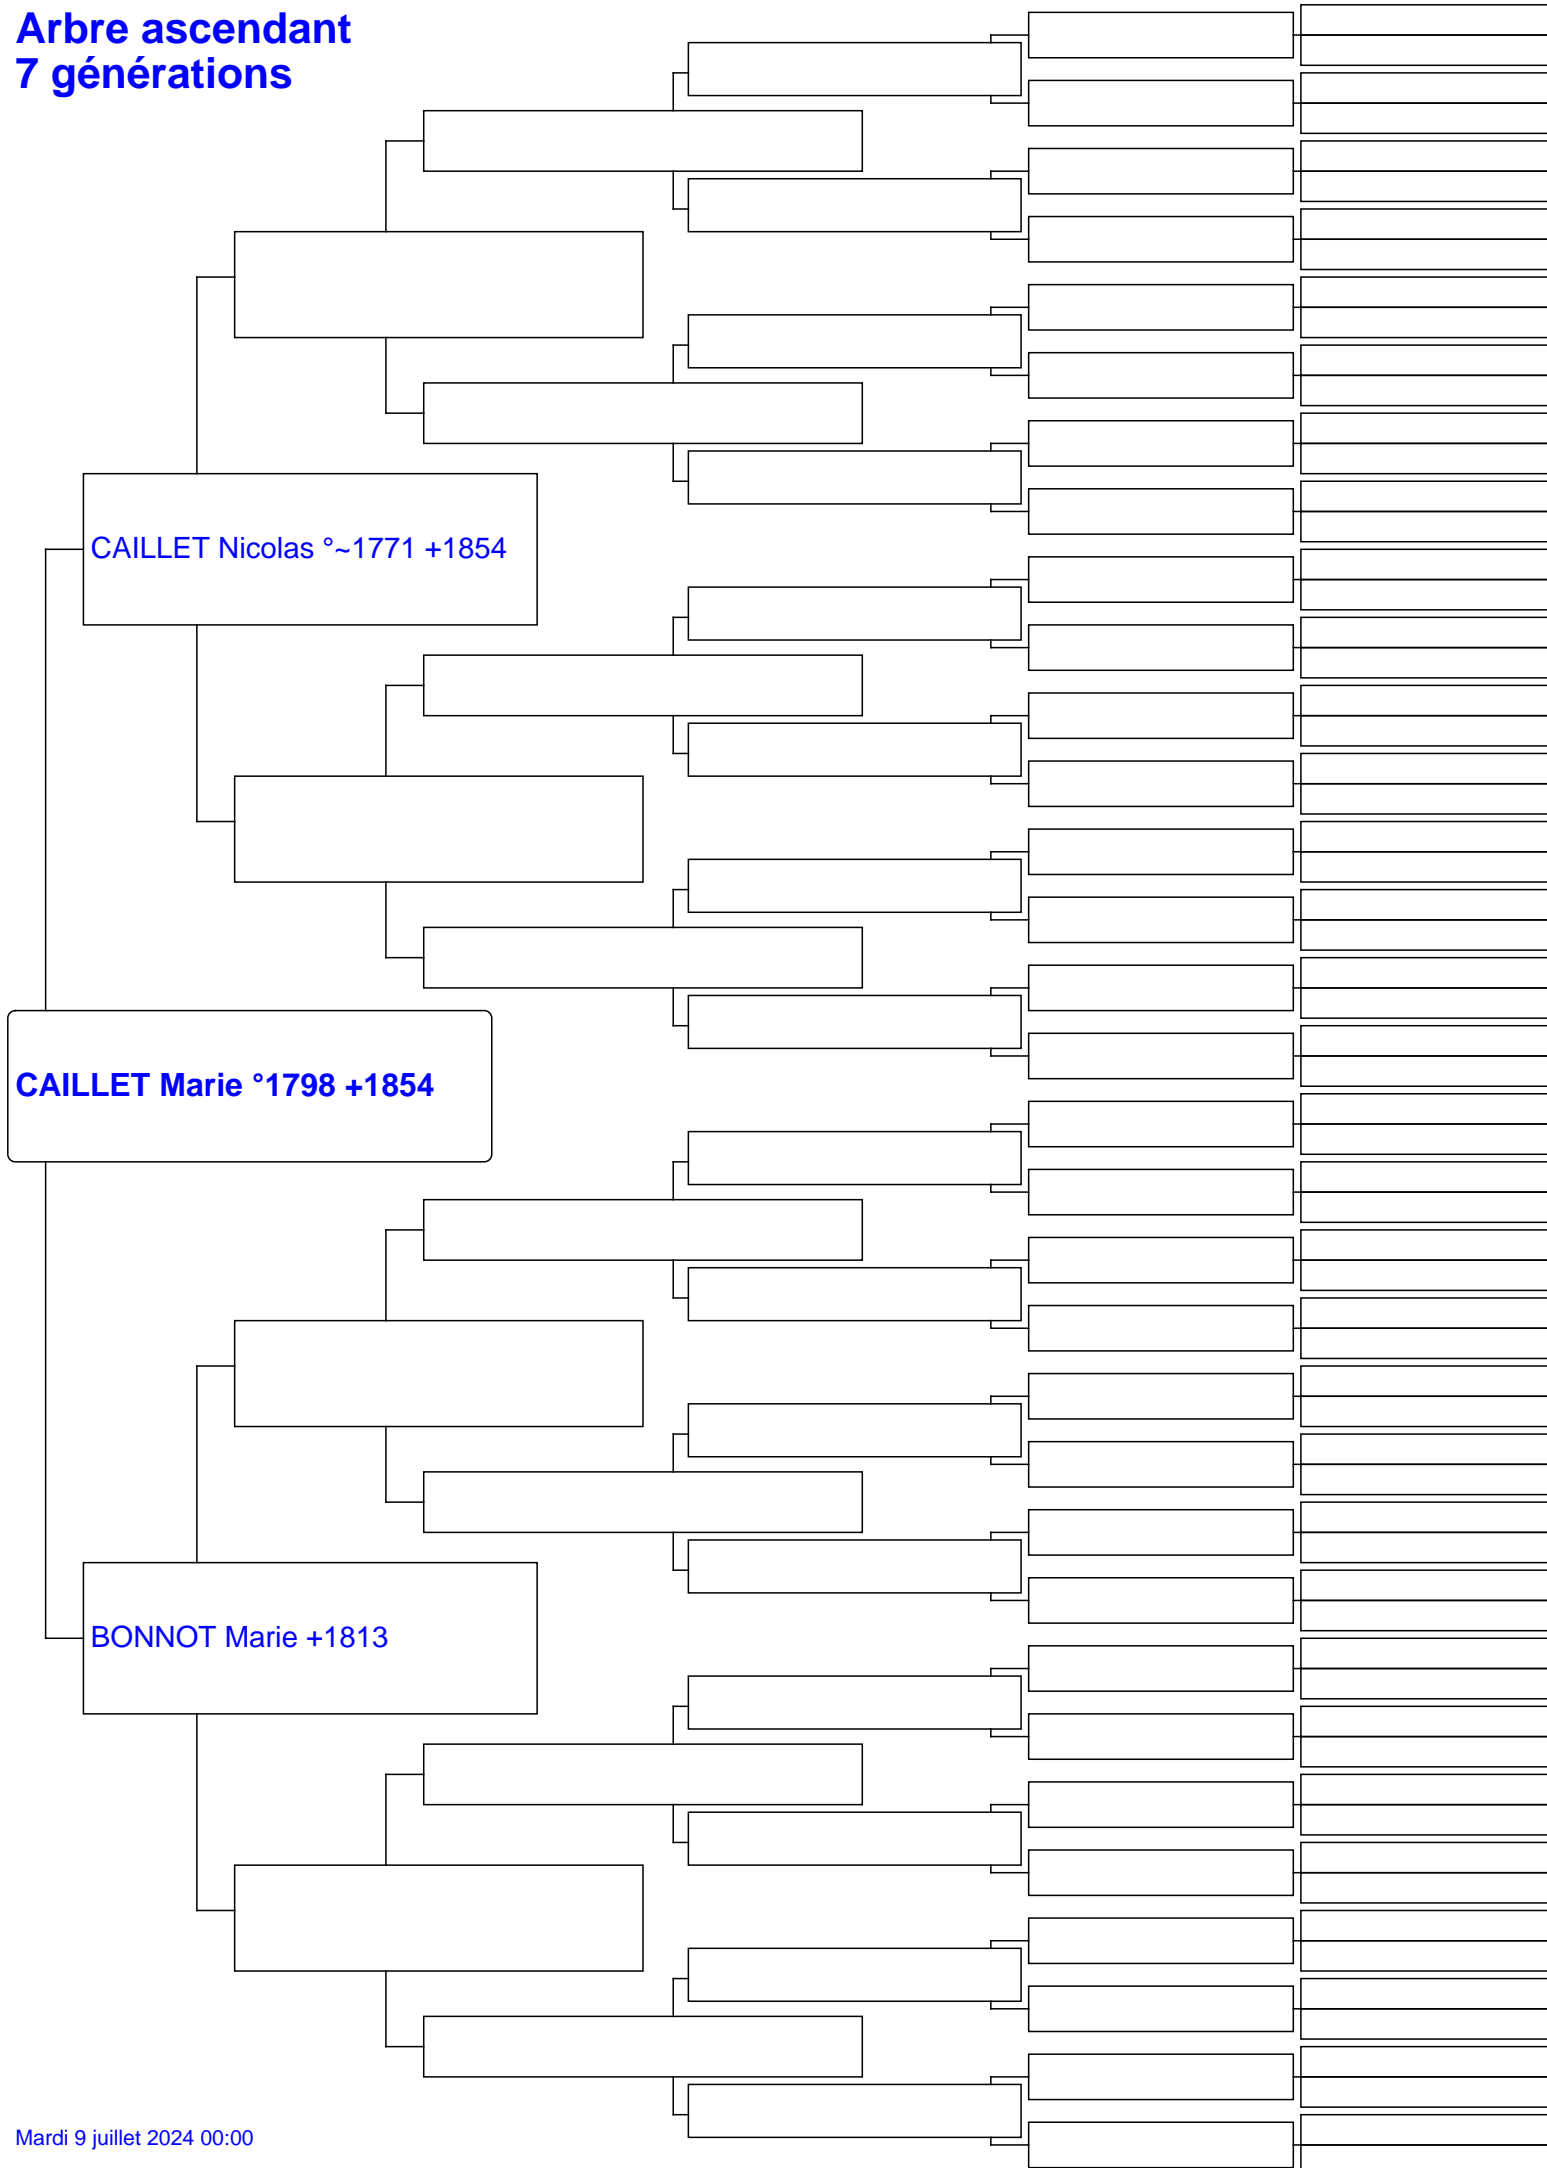 Arbre ascendant
7 générations
CAILLET Nicolas °~1771 +1854
CAILLET Marie °1798 +1854
BONNOT Marie +1813
Mardi 9 juillet 2024 00:00